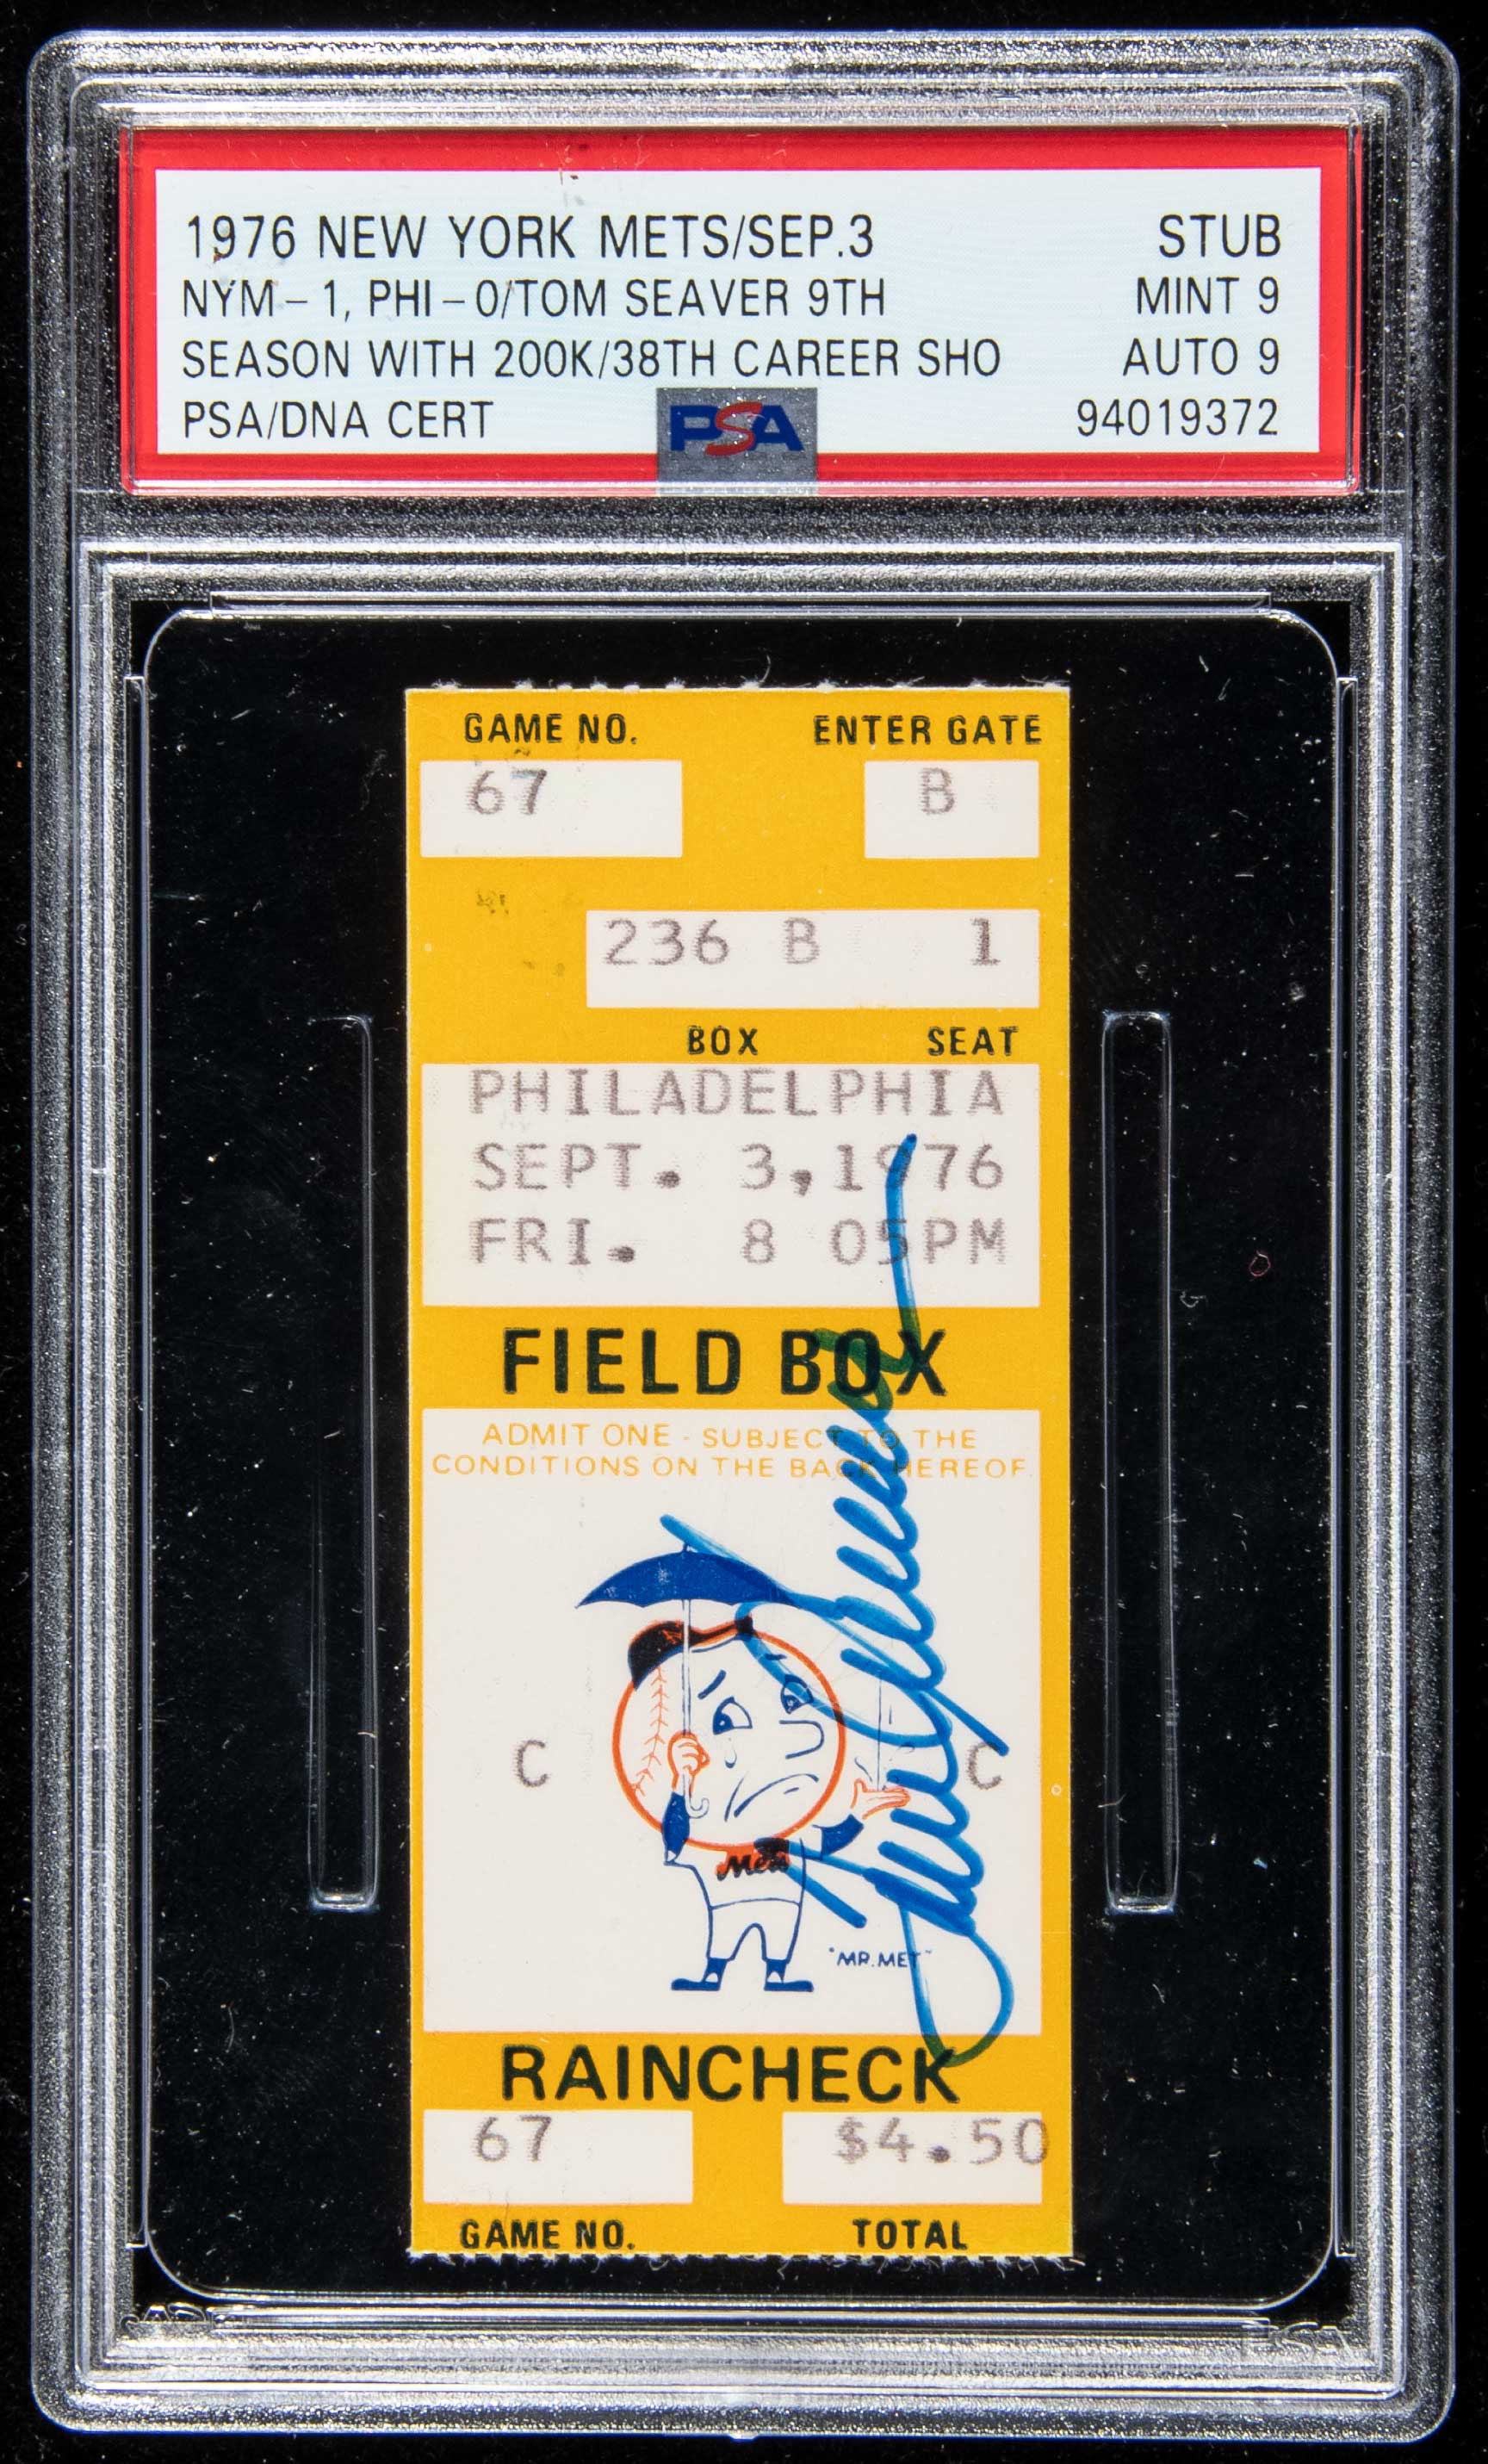 1976 NEW YORK METS/SEP.3 STUB
NYM-1, PHI-0/TOM SEAVER 9TH MINT 9
SEASON WITH 200K/38TH CAREER SHO AUTO 9
PSA/DNA CERT PSA 94019372
GAME NO. ENTER GATE
67 B
236 B 1
BOX SEAT
PHILADELPHIA
SEPT. 3,1976
FRI. 8 05PM
FIELD BOX
ADMIT ONE - SUBJECT TO THE
CONDITIONS ON THE BACK HEREOF
Tom Seaver
C C
Mets
"MR. MET"
RAINCHECK
67 $4.50
GAME NO. TOTAL
PSA